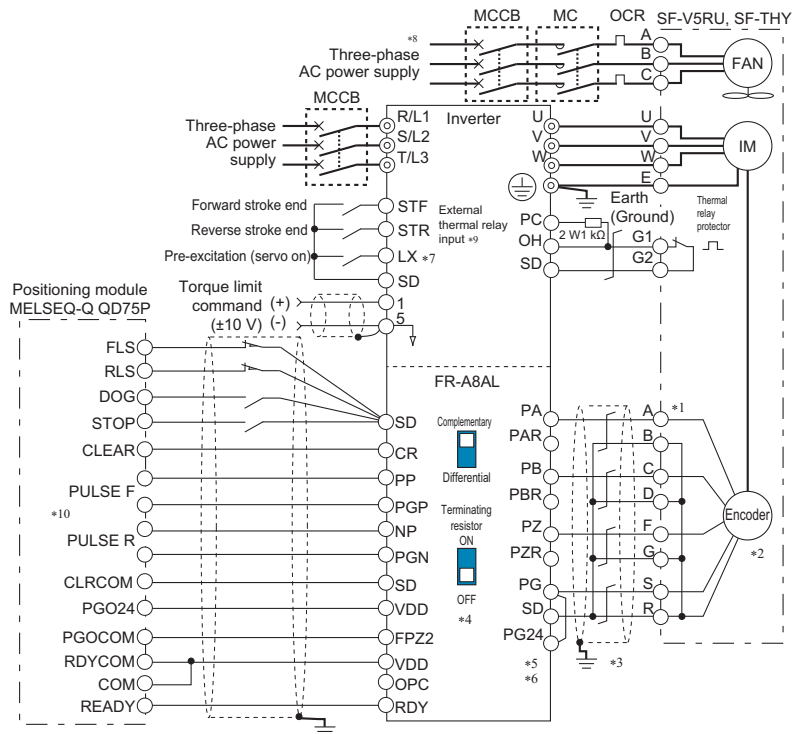 MCCB MC OCR SF-V5RU, SF-THY
*8
Three-phase
AC power supply
A
B
C
FAN
MCCB
Three-phase
AC power
supply
R/L1
S/L2
T/L3
Inverter
U
V
W
U
V
W
E
IM
Forward stroke end
Reverse stroke end
Pre-excitation (servo on)
STF
STR
LX *7
SD
External
thermal relay
input *9
PC
OH
SD
2 W1 kΩ
Earth
(Ground)
G1
G2
Thermal
relay
protector
Torque limit
command
(±10 V)
(+)
(-)
1
5
Positioning module
MELSEQ-Q QD75P
FLS
RLS
DOG
STOP
CLEAR
PULSE F
*10
PULSE R
CLRCOM
PGO24
PGOCOM
RDYCOM
COM
READY
SD
CR
PP
PGP
NP
PGN
SD
VDD
FPZ2
VDD
OPC
RDY
FR-A8AL
Complementary
Differential
Terminating
resistor
ON
OFF
*4
PA
PAR
PB
PBR
PZ
PZR
PG
SD
PG24
*5
*6
*3
A *1
B
C
D
F
G
S
R
Encoder
*2